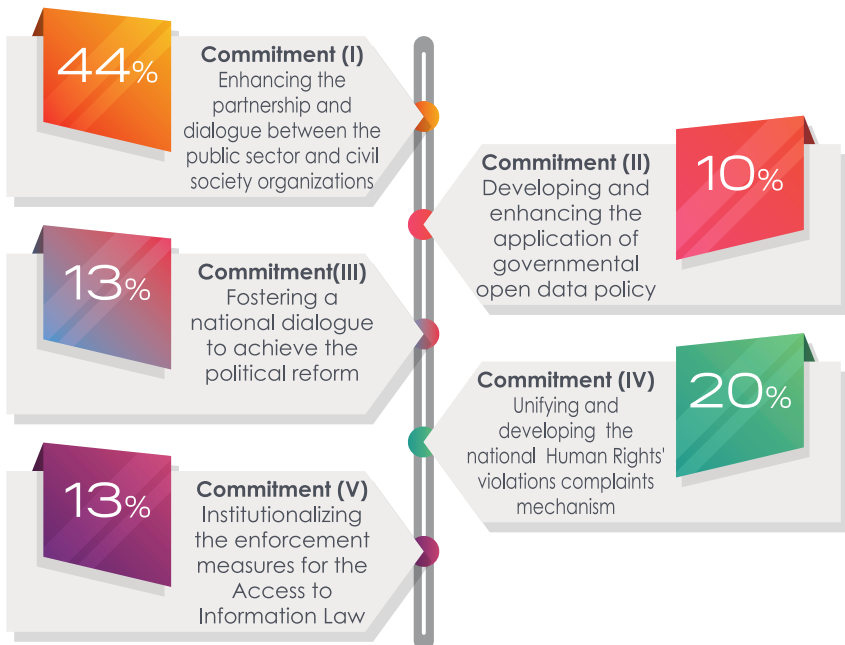 44%
Commitment (I)
Enhancing the
partnership and
dialogue between the
public sector and civil
society organizations
10%
Commitment (II)
Developing and
enhancing the
application of
governmental
open data policy
13%
Commitment(III)
Fostering a
national dialogue
to achieve the
political reform
20%
Commitment (IV)
Unifying and
developing the
national Human Rights'
violations complaints
mechanism
13%
Commitment (V)
Institutionalizing
the enforcement
measures for the
Access to
Information Law